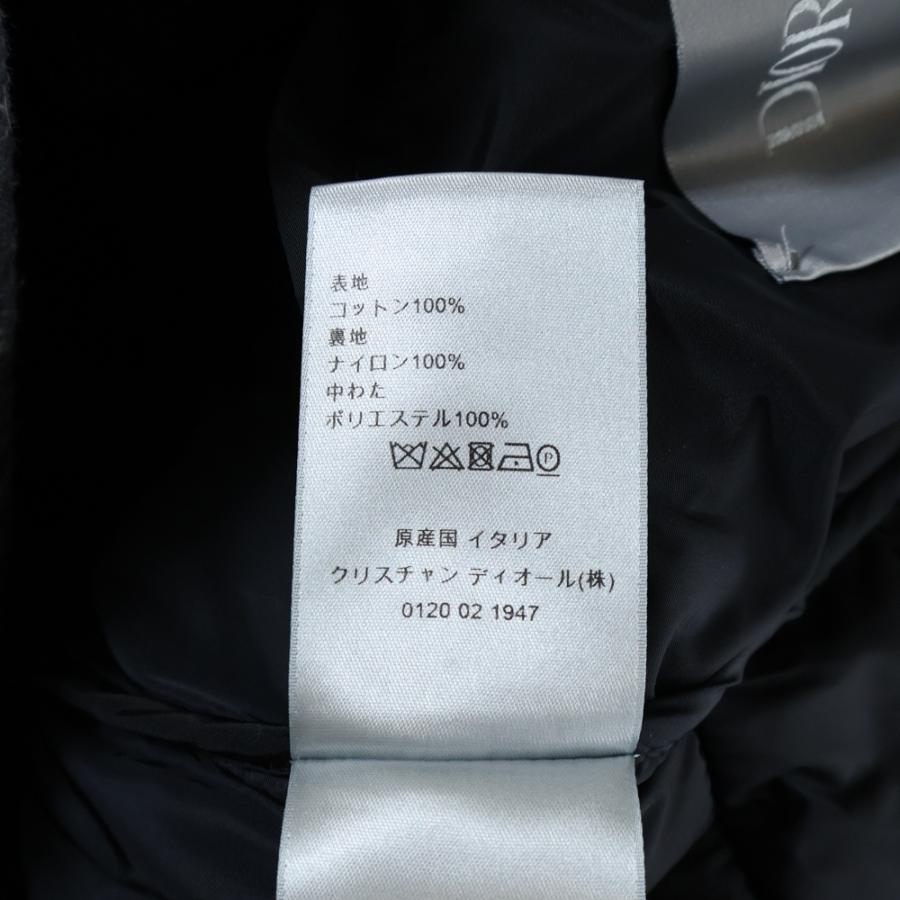 DIOR
表地
コットン100%
裏地
ナイロン100%
中わた
ポリエステル100%
P
原産国 イタリア
クリスチャン ディオール(株)
0120 02 1947